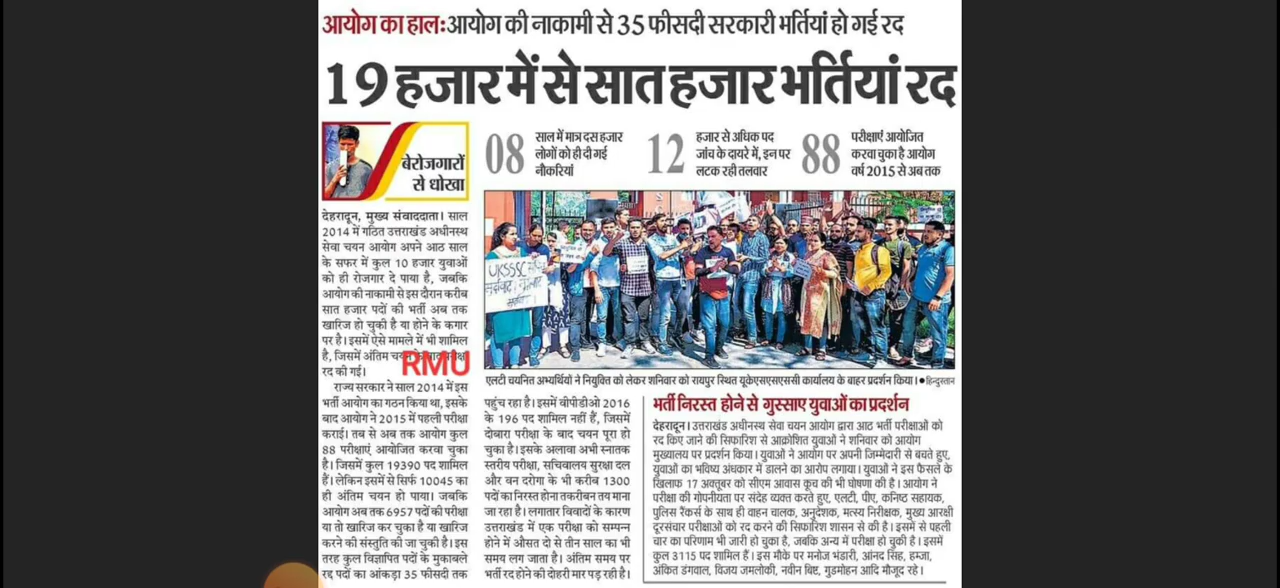 आयोग का हाल:आयोग की नाकामी से 35 फीसदी सरकारी भर्तियां हो गई रद
19 हजार में से सात हजार भर्तियां रद
बेरोजगारों
से धोखा
08
साल में मात्र दस हजार
लोगों को ही दी गई
नौकरियां
12
हजार से अधिक पद
जांच के दायरे में, इन पर
लटक रही तलवार
88
परीक्षाएं आयोजित
करवा चुका है आयोग
वर्ष 2015 से अब तक
देहरादून, मुख्य संवाददाता। साल
2014 में गठित उत्तराखंड अधीनस्थ
सेवा चयन आयोग अपने आठ साल
के सफर में कुल 10 हजार युवाओं
को ही रोजगार दे पाया है, जबकि
आयोग की नाकामी से इस दौरान करीब
सात हजार पदों की भर्ती अब तक
खारिज हो चुकी है या होने के कगार
पर है। इसमें ऐसे मामले में भी शामिल
है, जिसमें अंतिम
रद की गई।
RMU
राज्य सरकार ने साल 2014 में इस
भर्ती आयोग का गठन किया था, इसके
बाद आयोग ने 2015 में पहली परीक्षा
कराई। तब से अब तक आयोग कुल
88 परीक्षाएं आयोजित करवा चुका
है। जिसमें कुल 19390 पद शामिल
हैं। लेकिन इसमें से सिर्फ 10045 का
ही अंतिम चयन हो पाया। जबकि
आयोग अब तक 6957 पदों की परीक्षा
या तो खारिज कर चुका है या खारिज
करने की संस्तुति की जा चुकी है। इस
तरह कुल विज्ञापित पदों के मुकाबले
रद्द पदों का आंकड़ा 35 फीसदी तक
UKSSSC
एलटी चयनित अभ्यर्थियों ने नियुक्ति को लेकर शनिवार को रायपुर स्थित यूकेएसएसएससी कार्यालय के बाहर प्रदर्शन किया। ● हिन्दुस्तान
पहुंच रहा है। इसमें वीपीडीओ 2016
के 196 पद शामिल नहीं हैं, जिसमें
दोबारा परीक्षा के बाद चयन पूरा हो
चुका है। इसके अलावा अभी स्नातक
स्तरीय परीक्षा, सचिवालय सुरक्षा दल
और वन दरोगा के भी करीब 1300
पदों का निरस्त होना तकरीबन तय माना
जा रहा है। लगातार विवादों के कारण
उत्तराखंड में एक परीक्षा को सम्पन्न
होने में औसत दो से तीन साल का भी
समय लग जाता है। अंतिम समय पर
भर्ती रद होने की दोहरी मार पड़ रही है।
भर्ती निरस्त होने से गुस्साए युवाओं का प्रदर्शन
देहरादून। उत्तराखंड अधीनस्थ सेवा चयन आयोग द्वारा आठ भर्ती परीक्षाओं को
रद किए जाने की सिफारिश से आक्रोशित युवाओं ने शनिवार को आयोग
मुख्यालय पर प्रदर्शन किया। युवाओं ने आयोग पर अपनी जिम्मेदारी से बचते हुए,
युवाओं का भविष्य अंधकार में डालने का आरोप लगाया। युवाओं ने इस फैसले के
खिलाफ 17 अक्तूबर को सीएम आवास कूच की भी घोषणा की है। आयोग ने
परीक्षा की गोपनीयता पर संदेह व्यक्त करते हुए, एलटी, पीए, कनिष्ठ सहायक,
पुलिस रैंकर्स के साथ ही वाहन चालक, अनुदेशक, मत्स्य निरीक्षक, मुख्य आरक्षी
दूरसंचार परीक्षाओं को रद करने की सिफारिश शासन से की है। इसमें से पहली
चार का परिणाम भी जारी हो चुका है, जबकि अन्य में परीक्षा हो चुकी है। इसमें
कुल 3115 पद शामिल हैं। इस मौके पर मनोज भंडारी, आंनद सिंह, हम्जा,
अंकित डंगवाल, विजय जमलोकी, नवीन बिष्ट, गुडमोहन आदि मौजूद रहे।